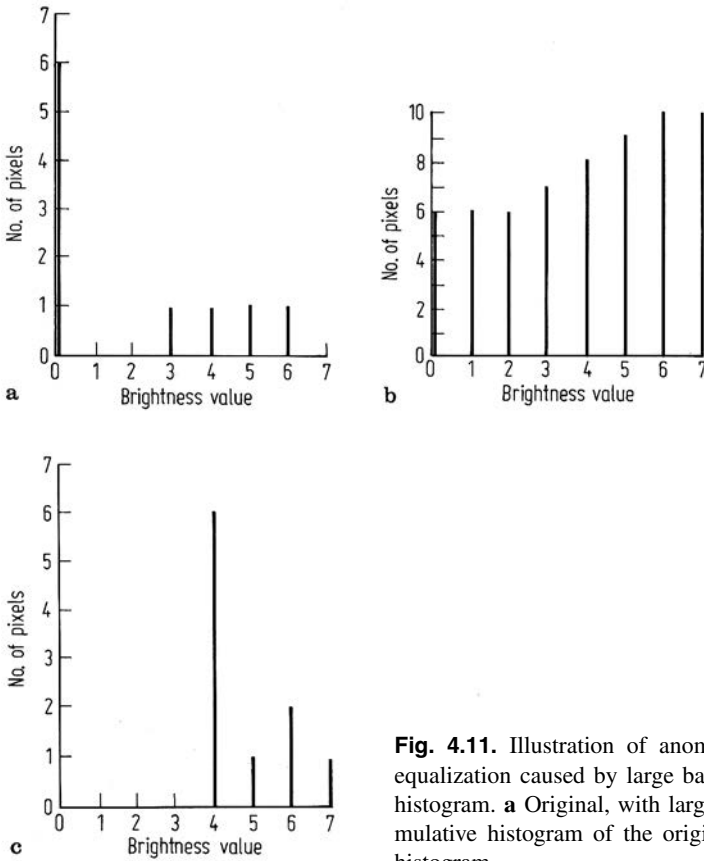 7
6
5
4
3
2
1
0
No. of pixels
0 1 2 3 4 5 6 7
Brightness value
a
10
8
6
4
2
0
No. of pixels
0 1 2 3 4 5 6 7
Brightness value
b
7
6
5
4
3
2
1
0
No. of pixels
0 1 2 3 4 5 6 7
Brightness value
c
Fig. 4.11. Illustration of anom
equalization caused by large ba
histogram. a Original, with larg
mulative histogram of the origi
histogram